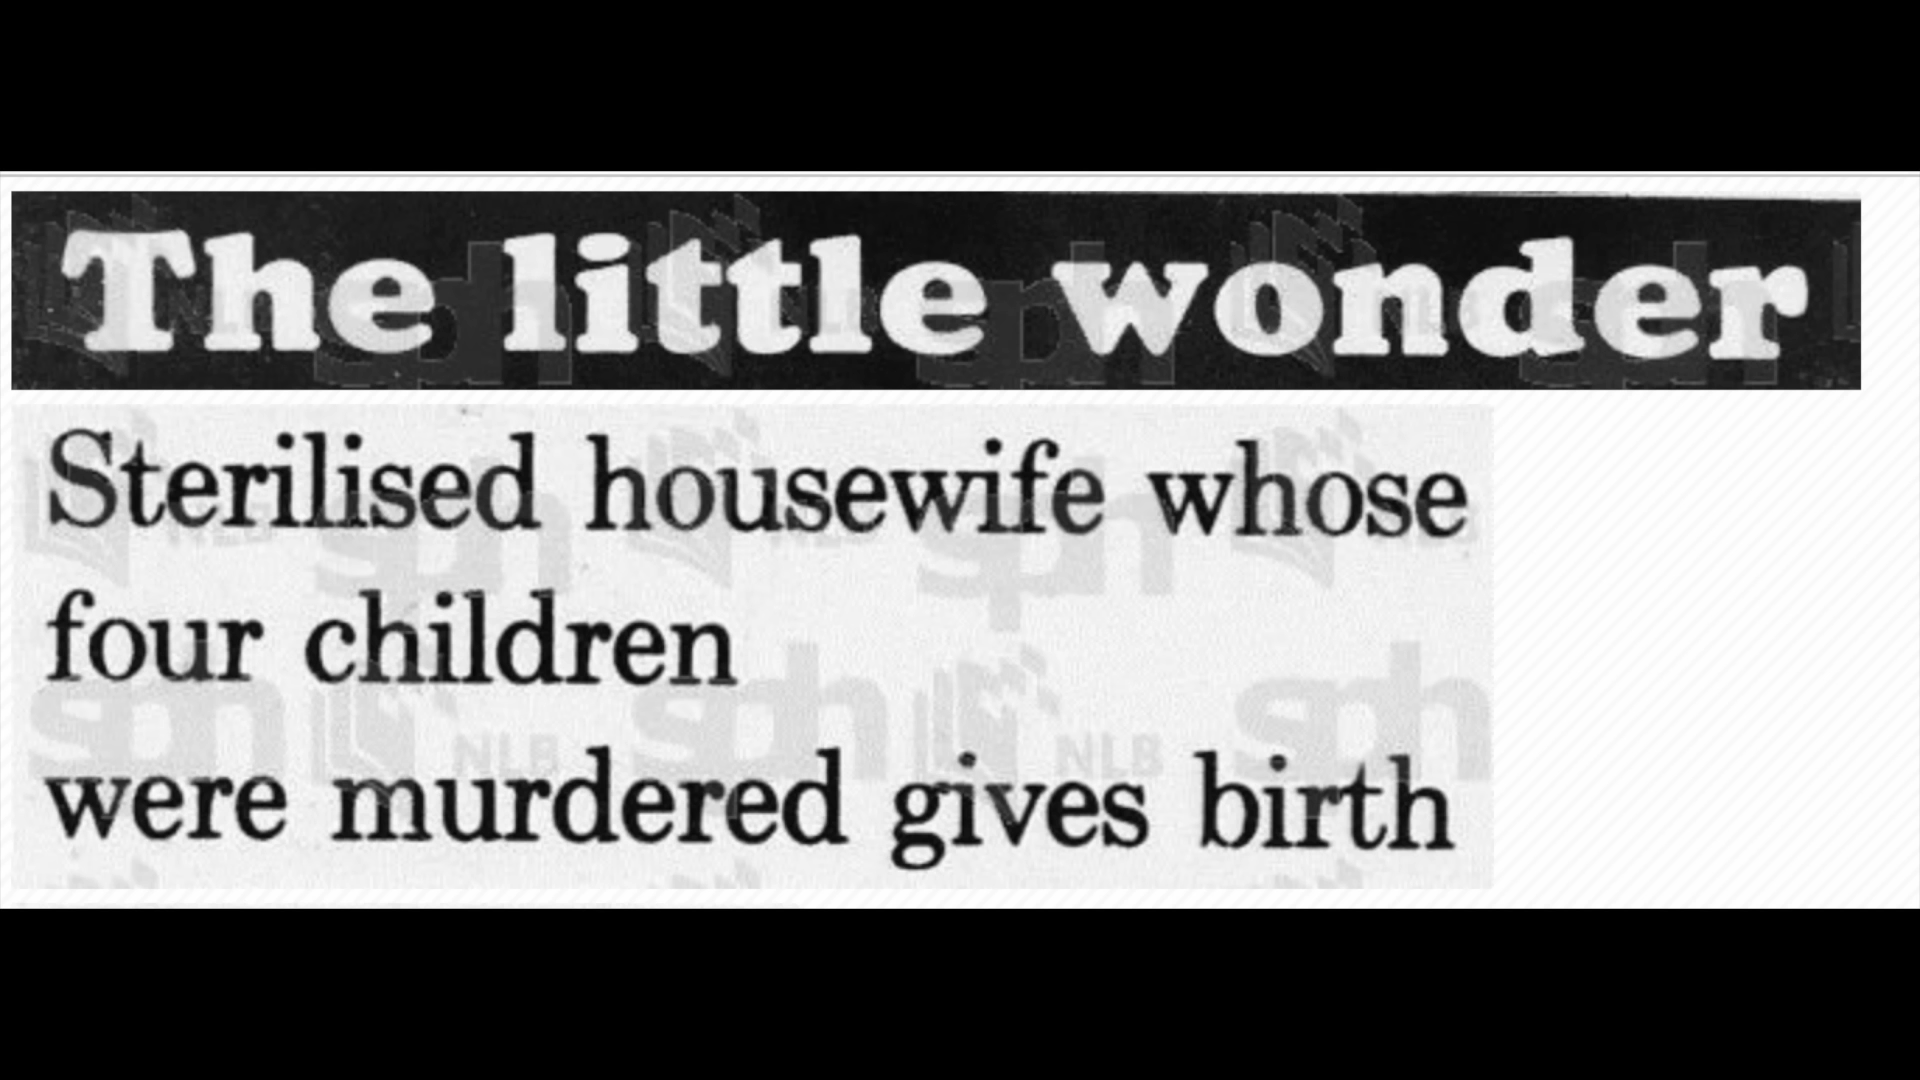 The little wonder
Sterilised housewife whose
four children
were murdered gives birth